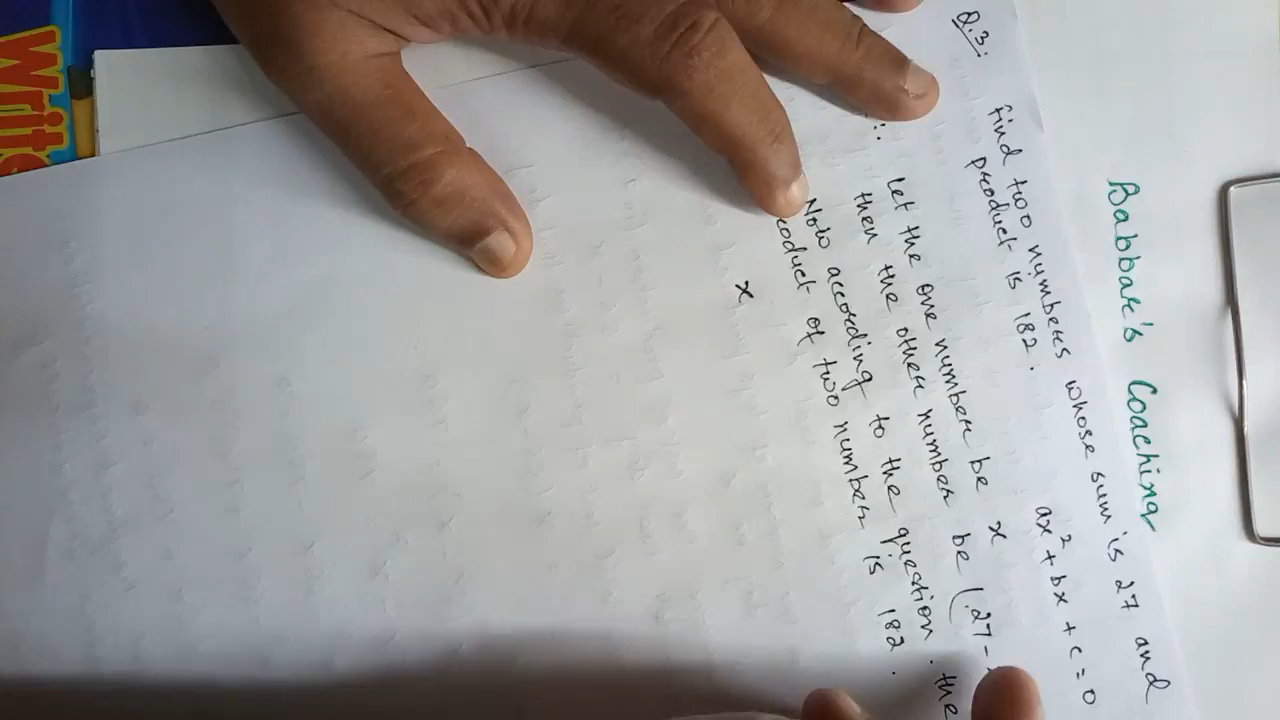 Babbar's Coaching
Q.3: Find two numbers whose sum is 27 and
product is 182.
ax² + bx + c = 0
Let the one number be x
then the other number be (27 -
Now according to the question. the
product of two number is 182.
x